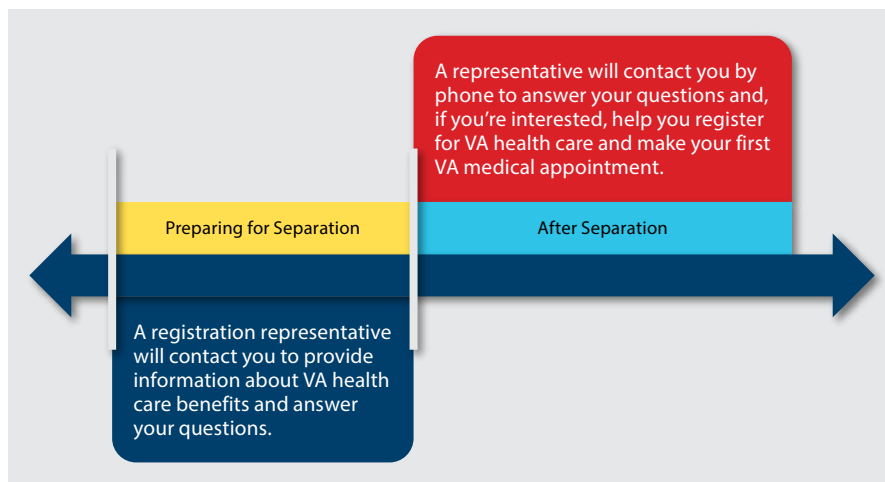 A representative will contact you by
phone to answer your questions and,
if you’re interested, help you register
for VA health care and make your first
VA medical appointment.
Preparing for Separation
After Separation
A registration representative
will contact you to provide
information about VA health
care benefits and answer
your questions.